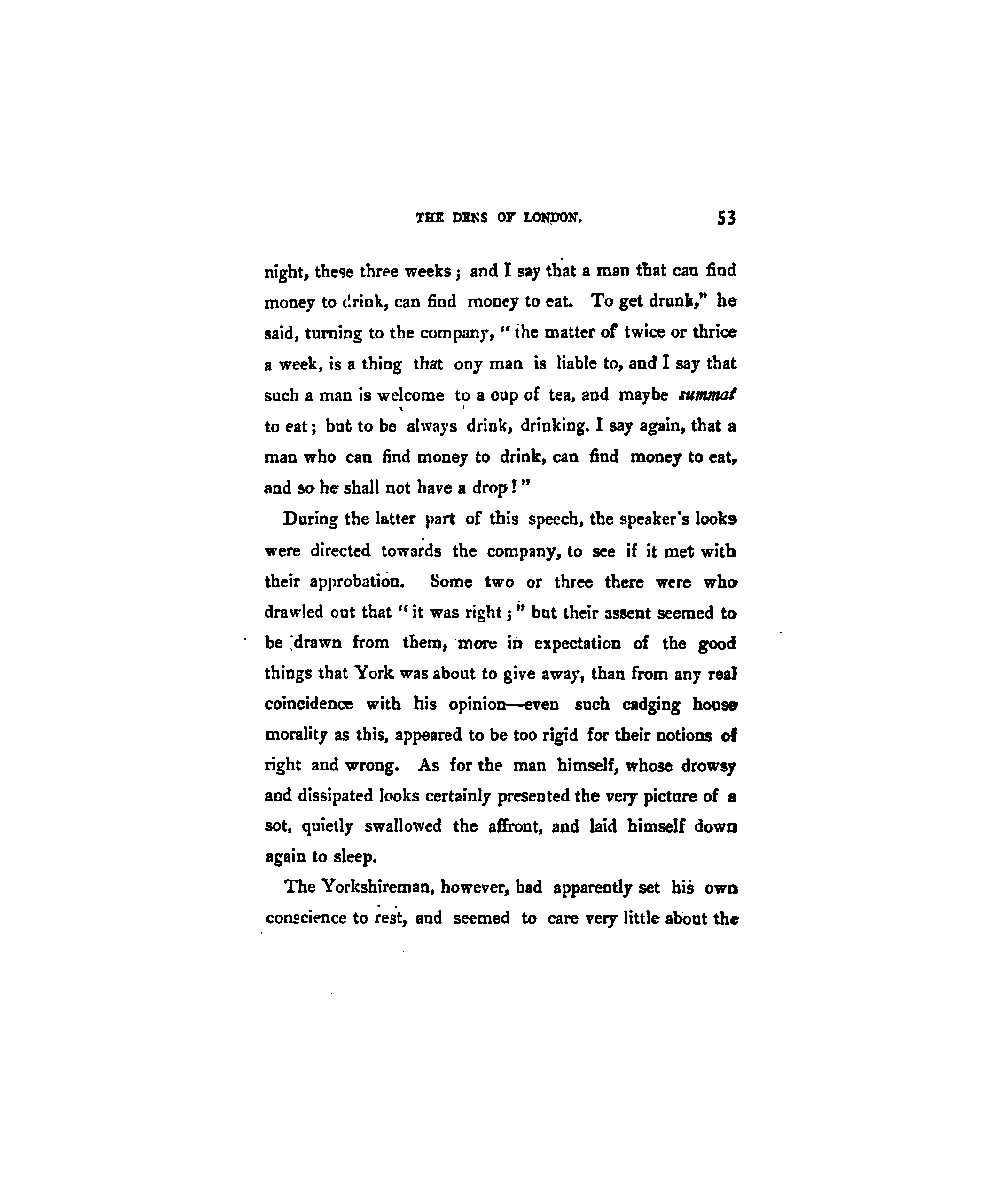 THE DENS OF LONDON. 53
night, these three weeks; and I say that a man that can find
money to drink, can find money to eat. To get drunk," he
said, turning to the company, "the matter of twice or thrice
a week, is a thing that ony man is liable to, and I say that
such a man is welcome to a cup of tea, and maybe summat
to eat; but to be always drink, drinking. I say again, that a
man who can find money to drink, can find money to eat,
and so he shall not have a drop!"
During the latter part of this speech, the speaker's looks
were directed towards the company, to see if it met with
their approbation. Some two or three there were who
drawled out that "it was right;" but their assent seemed to
be drawn from them, more in expectation of the good
things that York was about to give away, than from any real
coincidence with his opinion—even such cadging house
morality as this, appeared to be too rigid for their notions of
right and wrong. As for the man himself, whose drowsy
and dissipated looks certainly presented the very picture of a
sot, quietly swallowed the affront, and laid himself down
again to sleep.
The Yorkshireman, however, had apparently set his own
conscience to rest, and seemed to care very little about the